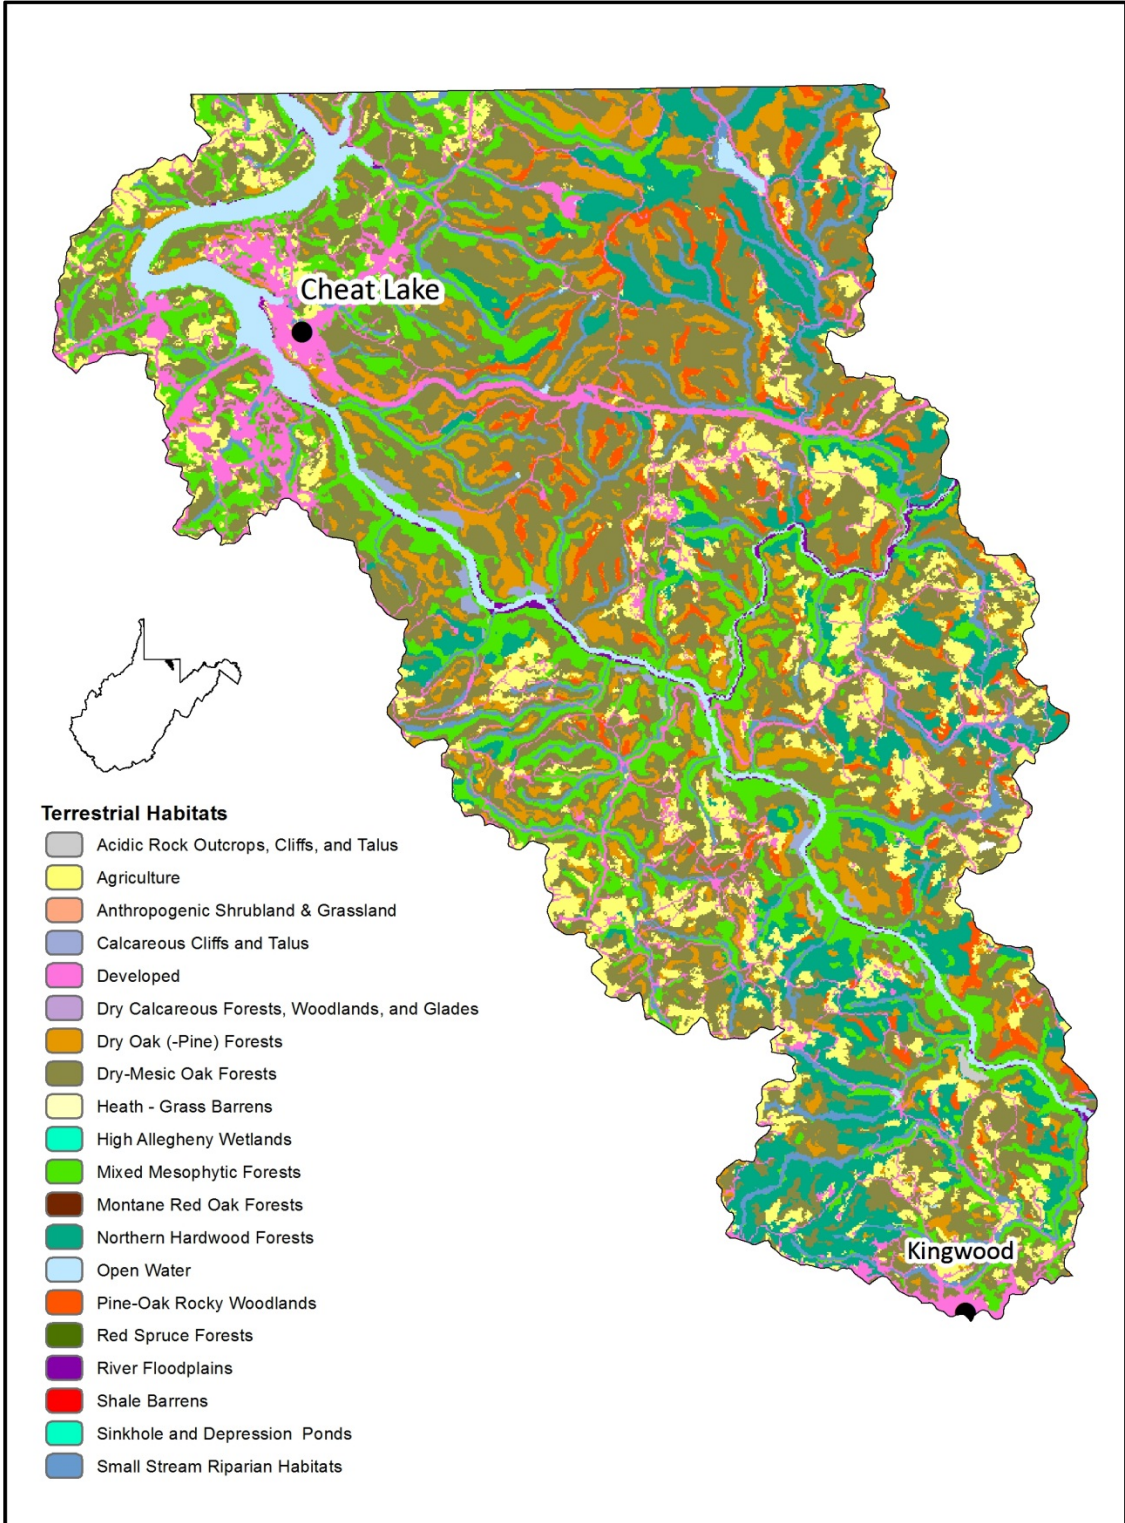 Cheat Lake
Terrestrial Habitats
Acidic Rock Outcrops, Cliffs, and Talus
Agriculture
Anthropogenic Shrubland & Grassland
Calcareous Cliffs and Talus
Developed
Dry Calcareous Forests, Woodlands, and Glades
Dry Oak (-Pine) Forests
Dry-Mesic Oak Forests
Heath - Grass Barrens
High Allegheny Wetlands
Mixed Mesophytic Forests
Montane Red Oak Forests
Northern Hardwood Forests
Open Water
Pine-Oak Rocky Woodlands
Red Spruce Forests
River Floodplains
Shale Barrens
Sinkhole and Depression Ponds
Small Stream Riparian Habitats
Kingwood